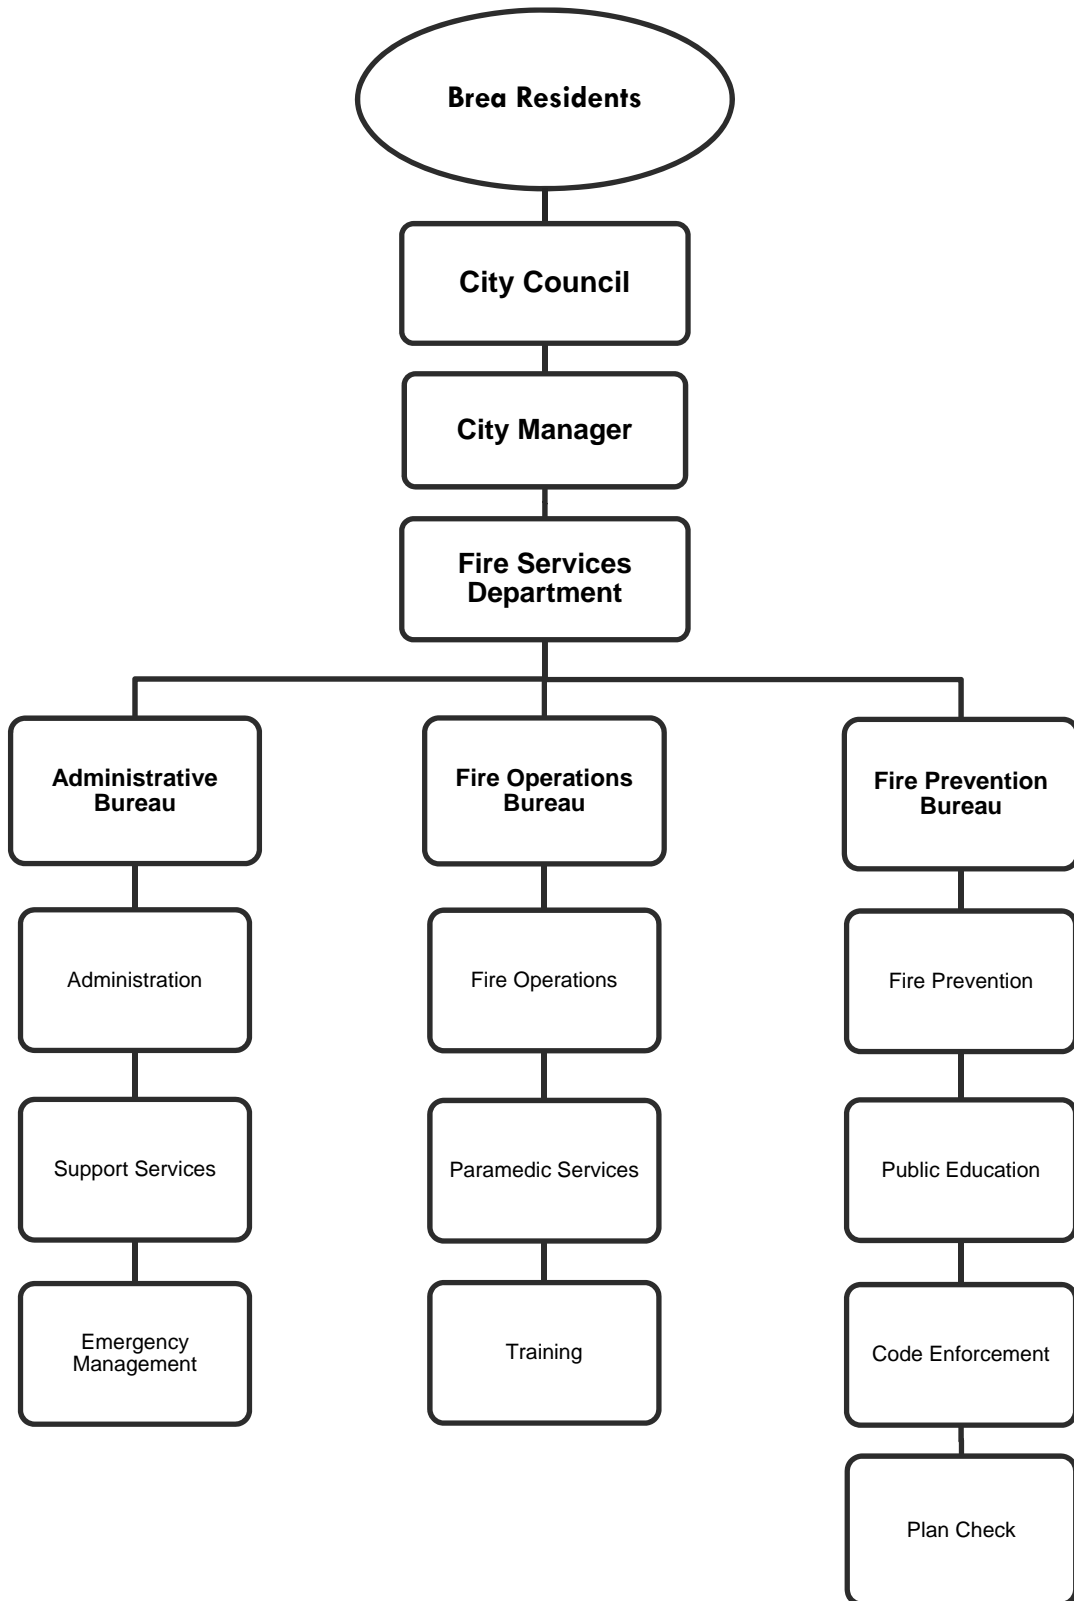 Brea Residents
City Council
City Manager
Fire Services
Department
Administrative
Bureau
Administration
Support Services
Emergency
Management
Fire Operations
Bureau
Fire Operations
Paramedic Services
Training
Fire Prevention
Bureau
Fire Prevention
Public Education
Code Enforcement
Plan Check